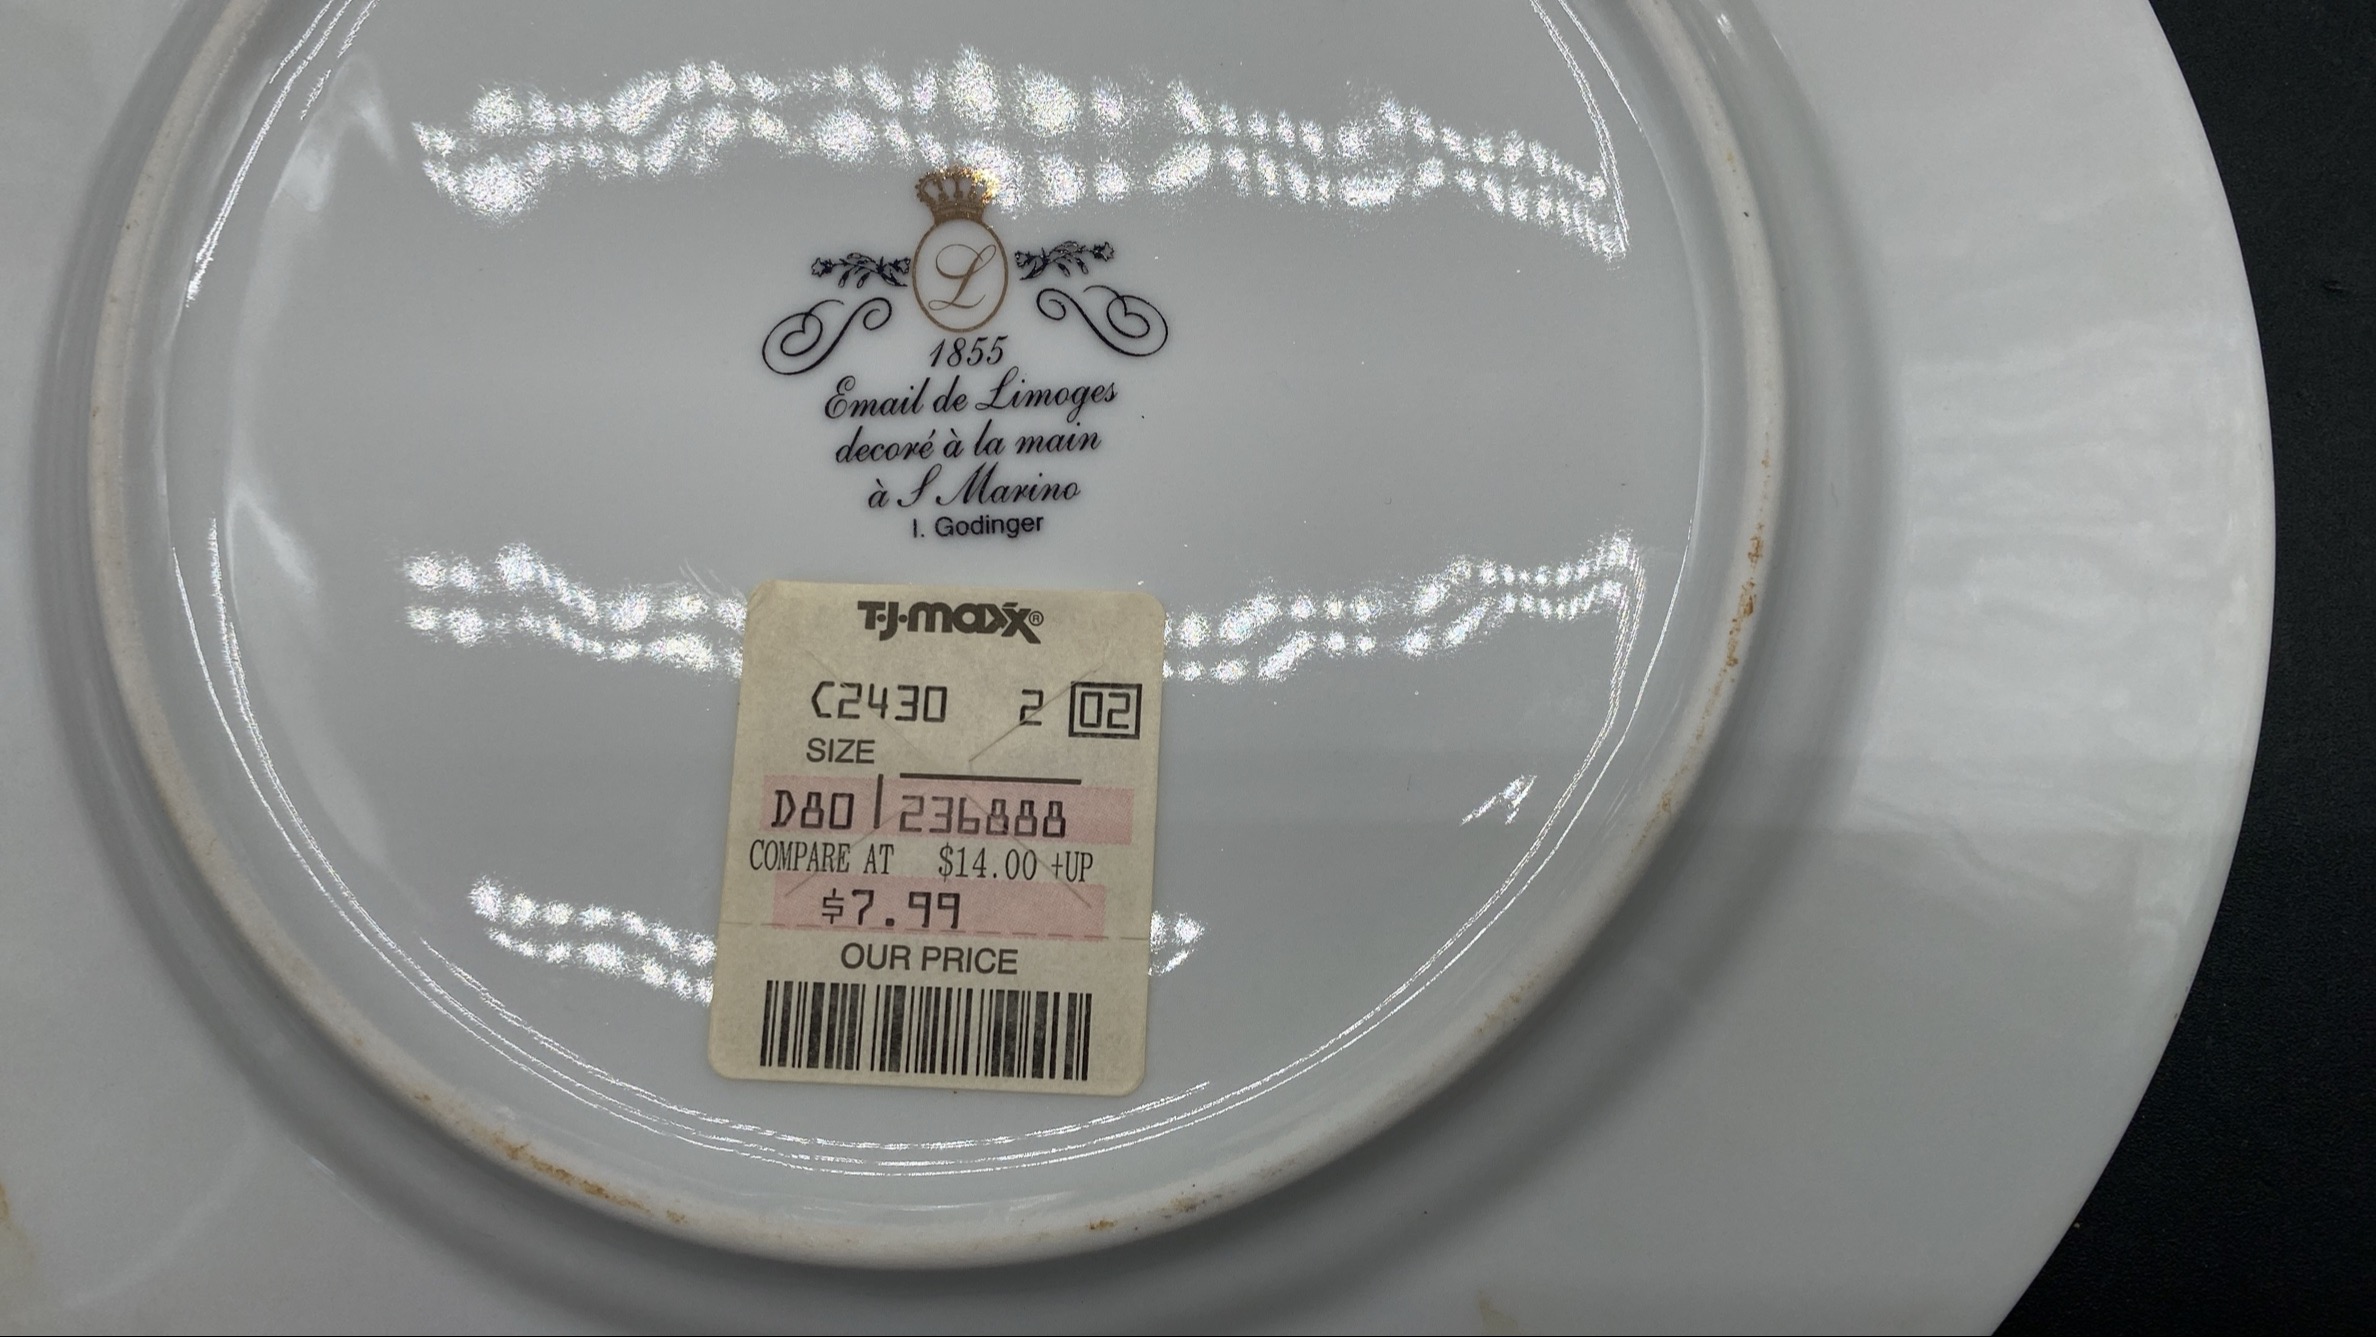 L
1855
Email de Limoges
decoré à la main
à S Marino
I. Godinger
T·J·maxx®
C2430 2 02
SIZE
D80 236888
COMPARE AT $14.00 +UP
$7.99
OUR PRICE